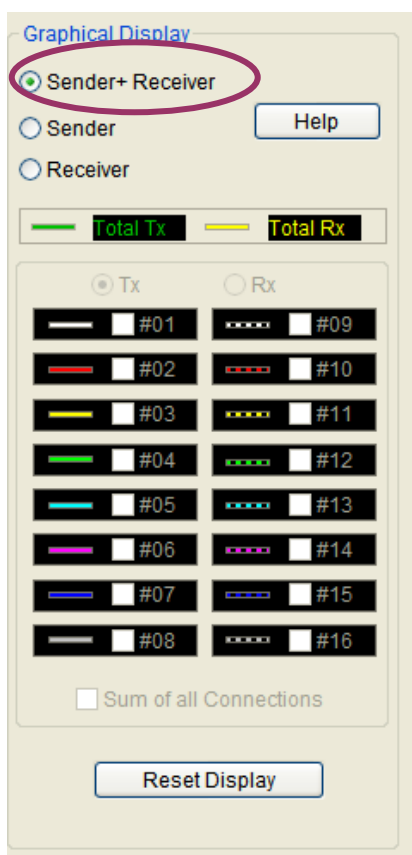 Graphical Display
Sender+ Receiver
Sender
Help
Receiver
Total Tx Total Rx
Tx Rx
#01 #09
#02 #10
#03 #11
#04 #12
#05 #13
#06 #14
#07 #15
#08 #16
Sum of all Connections
Reset Display